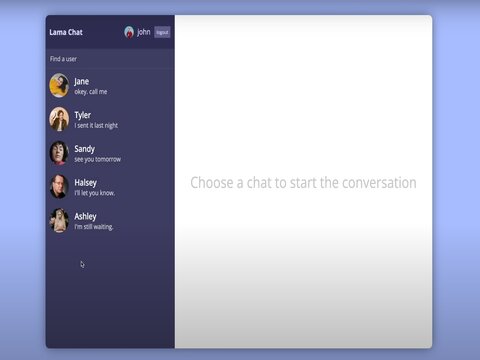 Lama Chat
john
logout
Find a user
Jane
okey. call me
Tyler
I sent it last night
Sandy
see you tomorrow
Halsey
I'll let you know.
Ashley
I'm still waiting.
Choose a chat to start the conversation